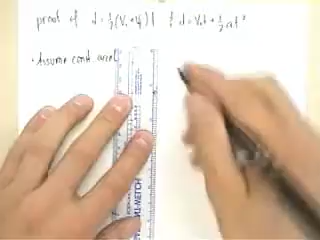 proof of d = ½(V₁+V₂)t & d = V₁t + ½at²
• Assume const. accel